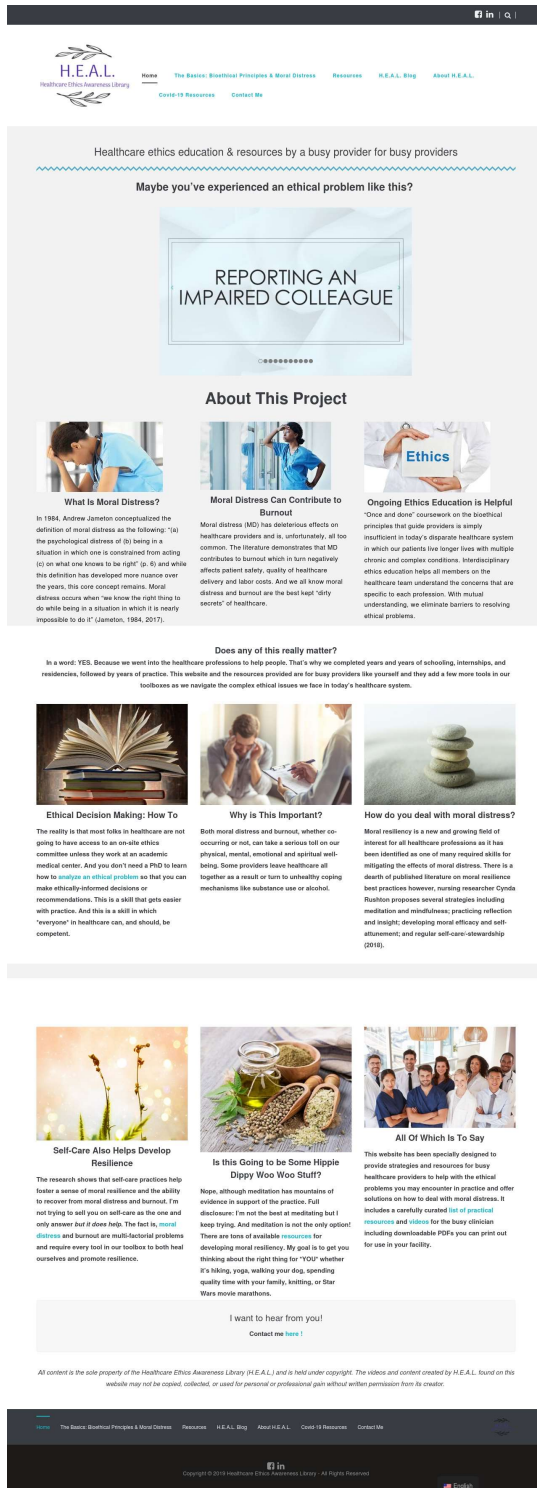 H.E.A.L.
Healthcare Ethics Awareness Library
Home
The Basics: Bioethical Principles & Moral Distress
Resources
H.E.A.L. Blog
About H.E.A.L.
Covid-19 Resources
Contact Me
Healthcare ethics education & resources by a busy provider for busy providers
Maybe you've experienced an ethical problem like this?
REPORTING AN
IMPAIRED COLLEAGUE
About This Project
What Is Moral Distress?
In 1984, Andrew Jameton conceptualized the
definition of moral distress as the following: "(a)
the psychological distress of (b) being in a
situation in which one is constrained from acting
(c) on what one knows to be right" (p. 6) and while
this definition has developed more nuance over
the years, this core concept remains. Moral
distress occurs when "we know the right thing to
do while being in a situation in which it is nearly
impossible to do it" (Jameton, 1984, 2017).
Moral Distress Can Contribute to
Burnout
Moral distress (MD) has deleterious effects on
healthcare providers and is, unfortunately, all too
common. The literature demonstrates that MD
contributes to burnout which in turn negatively
affects patient safety, quality of healthcare
delivery and labor costs. And we all know moral
distress and burnout are the best kept "dirty
secrets" of healthcare.
Ethics
Ongoing Ethics Education is Helpful
"Once and done" coursework on the bioethical
principles that guide providers is simply
insufficient in today's disparate healthcare system
in which our patients live longer lives with multiple
chronic and complex conditions. Interdisciplinary
ethics education helps all members on the
healthcare team understand the concerns that are
specific to each profession. With mutual
understanding, we eliminate barriers to resolving
ethical problems.
Does any of this really matter?
In a word: YES. Because we went into the healthcare professions to help people. That's why we completed years and years of schooling, internships, and
residencies, followed by years of practice. This website and the resources provided are for busy providers like yourself and they add a few more tools in our
toolboxes as we navigate the complex ethical issues we face in today's healthcare system.
Ethical Decision Making: How To
The reality is that most folks in healthcare are not
going to have access to an on-site ethics
committee unless they work at an academic
medical center. And you don't need a PhD to learn
how to analyze an ethical problem so that you can
make ethically-informed decisions or
recommendations. This is a skill that gets easier
with practice. And this is a skill in which
*everyone* in healthcare can, and should, be
competent.
Why is This Important?
Both moral distress and burnout, whether co-
occurring or not, can take a serious toll on our
physical, mental, emotional and spiritual well-
being. Some providers leave healthcare all
together as a result or turn to unhealthy coping
mechanisms like substance use or alcohol.
How do you deal with moral distress?
Moral resiliency is a new and growing field of
interest for all healthcare professions as it has
been identified as one of many required skills for
mitigating the effects of moral distress. There is a
dearth of published literature on moral resilience
best practices however, nursing researcher Cynda
Rushton proposes several strategies including
meditation and mindfulness; practicing reflection
and insight; developing moral efficacy and self-
attunement; and regular self-care/-stewardship
(2018).
Self-Care Also Helps Develop
Resilience
The research shows that self-care practices help
foster a sense of moral resilience and the ability
to recover from moral distress and burnout. I'm
not trying to sell you on self-care as the one and
only answer but it does help. The fact is, moral
distress and burnout are multi-factorial problems
and require every tool in our toolbox to both heal
ourselves and promote resilience.
Is this Going to be Some Hippie
Dippy Woo Woo Stuff?
Nope, although meditation has mountains of
evidence in support of the practice. Full
disclosure: I'm not the best at meditating but I
keep trying. And meditation is not the only option!
There are tons of available resources for
developing moral resiliency. My goal is to get you
thinking about the right thing for *YOU* whether
it's hiking, yoga, walking your dog, spending
quality time with your family, knitting, or Star
Wars movie marathons.
All Of Which Is To Say
This website has been specially designed to
provide strategies and resources for busy
healthcare providers to help with the ethical
problems you may encounter in practice and offer
solutions on how to deal with moral distress. It
includes a carefully curated list of practical
resources and videos for the busy clinician
including downloadable PDFs you can print out
for use in your facility.
I want to hear from you!
Contact me here !
All content is the sole property of the Healthcare Ethics Awareness Library (H.E.A.L.) and is held under copyright. The videos and content created by H.E.A.L. found on this
website may not be copied, collected, or used for personal or professional gain without written permission from its creator.
Home
The Basics: Bioethical Principles & Moral Distress
Resources
H.E.A.L. Blog
About H.E.A.L.
Covid-19 Resources
Contact Me
Copyright © 2019 Healthcare Ethics Awareness Library - All Rights Reserved
English